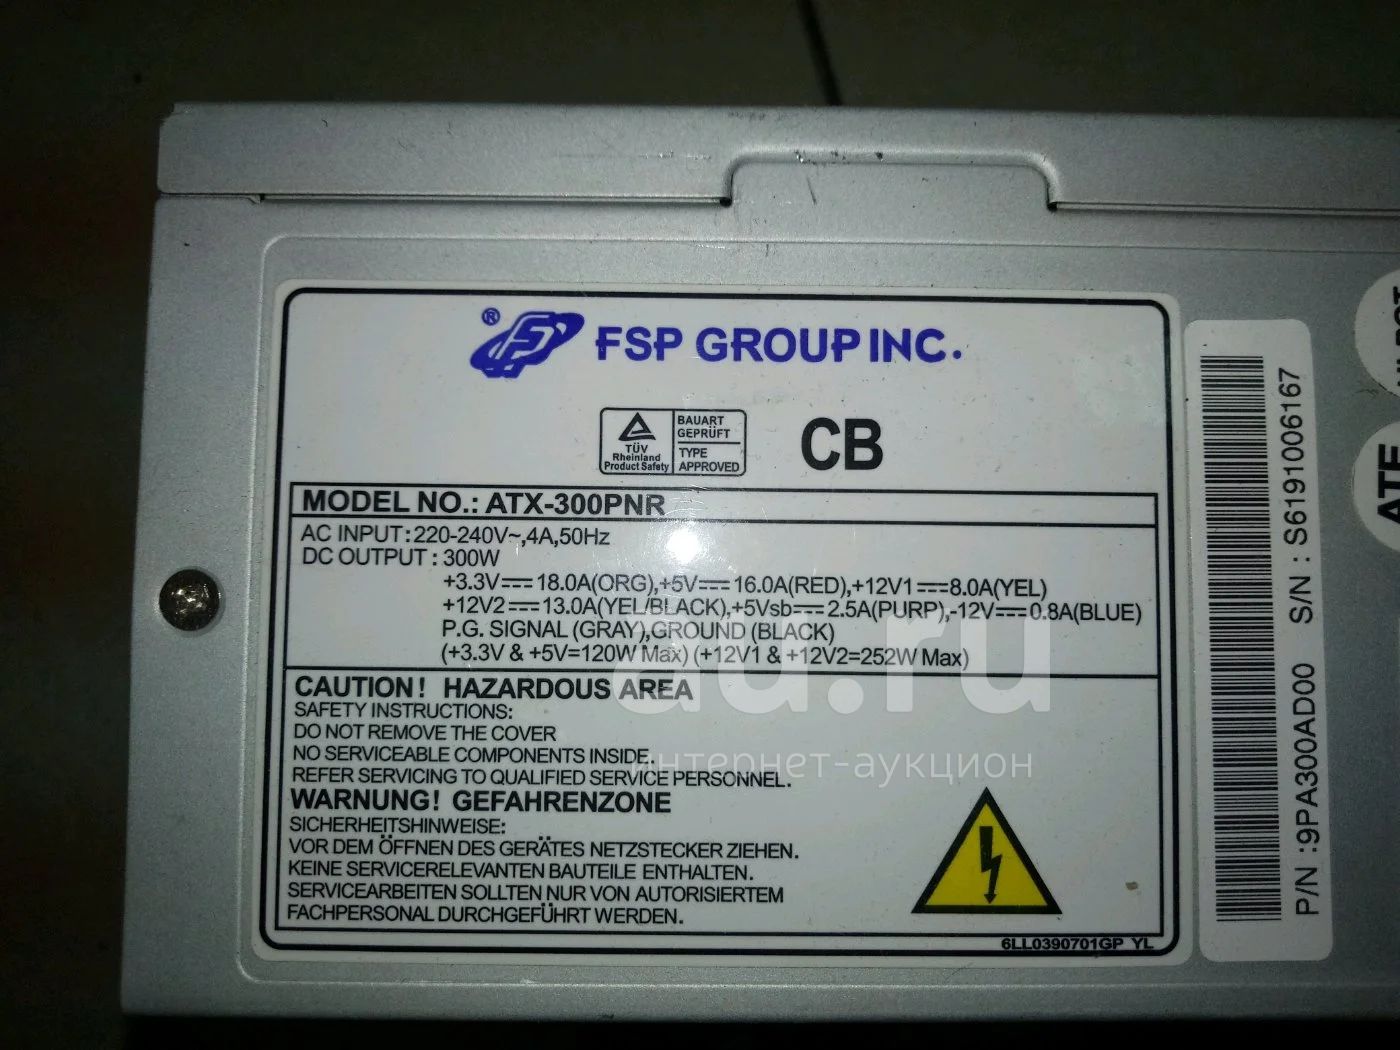 ® FSP GROUP INC.
TÜV
Rheinland
Product Safety
BAUART
GEPRÜFT
TYPE
APPROVED
CB
MODEL NO.: ATX-300PNR
AC INPUT: 220-240V~,4A,50Hz
DC OUTPUT : 300W
+3.3V⎓18.0A(ORG),+5V⎓16.0A(RED),+12V1⎓8.0A(YEL)
+12V2⎓13.0A(YEL/BLACK),+5Vsb⎓2.5A(PURP),-12V⎓0.8A(BLUE)
P.G. SIGNAL (GRAY),GROUND (BLACK)
(+3.3V & +5V=120W Max) (+12V1 & +12V2=252W Max)
CAUTION! HAZARDOUS AREA
SAFETY INSTRUCTIONS:
DO NOT REMOVE THE COVER
NO SERVICEABLE COMPONENTS INSIDE.
REFER SERVICING TO QUALIFIED SERVICE PERSONNEL.
WARNUNG! GEFAHRENZONE
SICHERHEITSHINWEISE:
VOR DEM ÖFFNEN DES GERÄTES NETZSTECKER ZIEHEN.
KEINE SERVICERELEVANTEN BAUTEILE ENTHALTEN.
SERVICEARBEITEN SOLLTEN NUR VON AUTORISIERTEM
FACHPERSONAL DURCHGEFÜHRT WERDEN.
6LL0390701GP YL
P/N :9PA300AD00 S/N : S6191006167
ATE
au.ru
интернет-аукцион